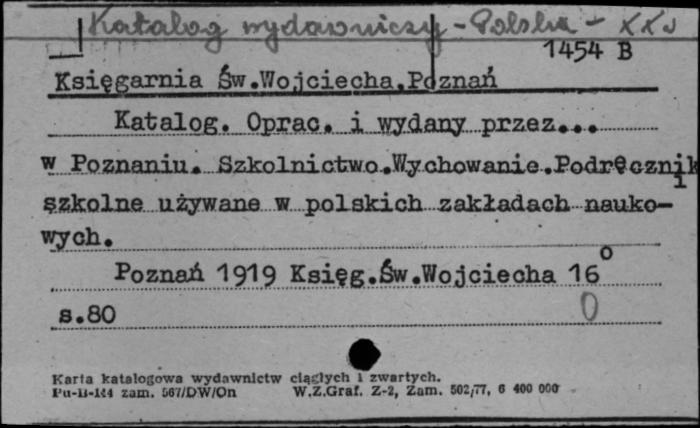 Katalog wydawniczy - Polska - XX w
1454 B
Księgarnia Św.Wojciecha,Poznań
Katalog. Oprac. i wydany przez...
w Poznaniu. Szkolnictwo.Wychowanie.Podręczniki
szkolne używane w polskich zakładach nauko-
wych.
Poznań 1919 Księg.Św.Wojciecha 16°
s.80 0
Karta katalogowa wydawnictw ciągłych i zwartych.
Pu-B-144 zam. 567/DW/On W.Z.Graf. Z-2, Zam. 502/77, 6 400 000